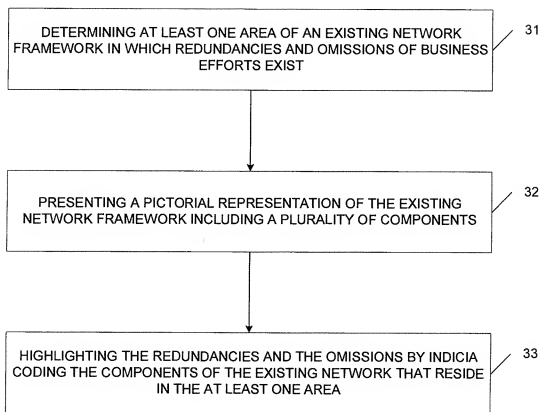 DETERMINING AT LEAST ONE AREA OF AN EXISTING NETWORK
FRAMEWORK IN WHICH REDUNDANCIES AND OMISSIONS OF BUSINESS
EFFORTS EXIST
31
PRESENTING A PICTORIAL REPRESENTATION OF THE EXISTING
NETWORK FRAMEWORK INCLUDING A PLURALITY OF COMPONENTS
32
HIGHLIGHTING THE REDUNDANCIES AND THE OMISSIONS BY INDICIA
CODING THE COMPONENTS OF THE EXISTING NETWORK THAT RESIDE
IN THE AT LEAST ONE AREA
33